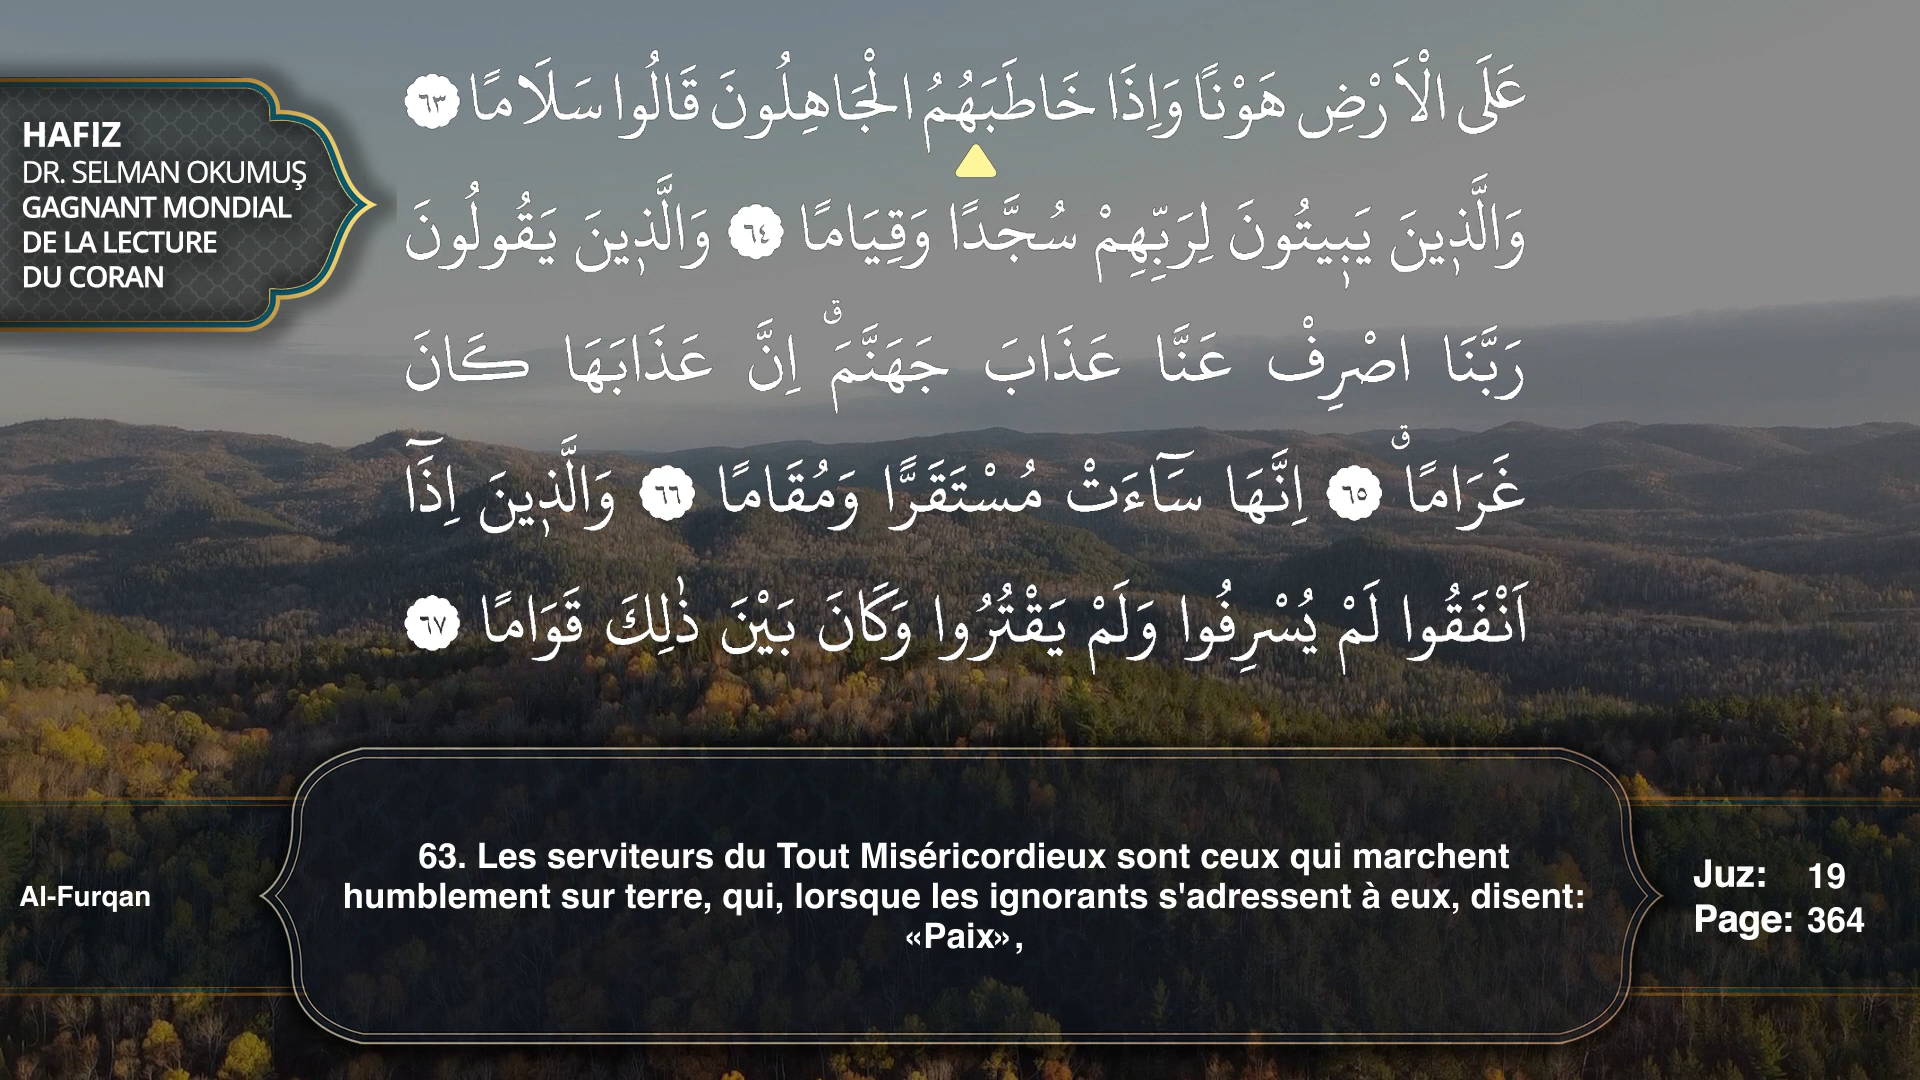 HAFIZ
DR. SELMAN OKUMUŞ
GAGNANT MONDIAL
DE LA LECTURE
DU CORAN
عَلَى الْاَرْضِ هَوْنًا وَاِذَا خَاطَبَهُمُ الْجَاهِلُونَ قَالُوا سَلَامًا ٦٣
وَالَّذ۪ينَ يَب۪يتُونَ لِرَبِّهِمْ سُجَّدًا وَقِيَامًا ٦٤ وَالَّذ۪ينَ يَقُولُونَ
رَبَّنَا اصْرِفْ عَنَّا عَذَابَ جَهَنَّمَۗ اِنَّ عَذَابَهَا كَانَ
غَرَامًاۗ ٦٥ اِنَّهَا سَٓاءَتْ مُسْتَقَرًّا وَمُقَامًا ٦٦ وَالَّذ۪ينَ اِذَٓا
اَنْفَقُوا لَمْ يُسْرِفُوا وَلَمْ يَقْتُرُوا وَكَانَ بَيْنَ ذٰلِكَ قَوَامًا ٦٧
63. Les serviteurs du Tout Miséricordieux sont ceux qui marchent
humblement sur terre, qui, lorsque les ignorants s'adressent à eux, disent:
«Paix»,
Al-Furqan
Juz: 19
Page: 364